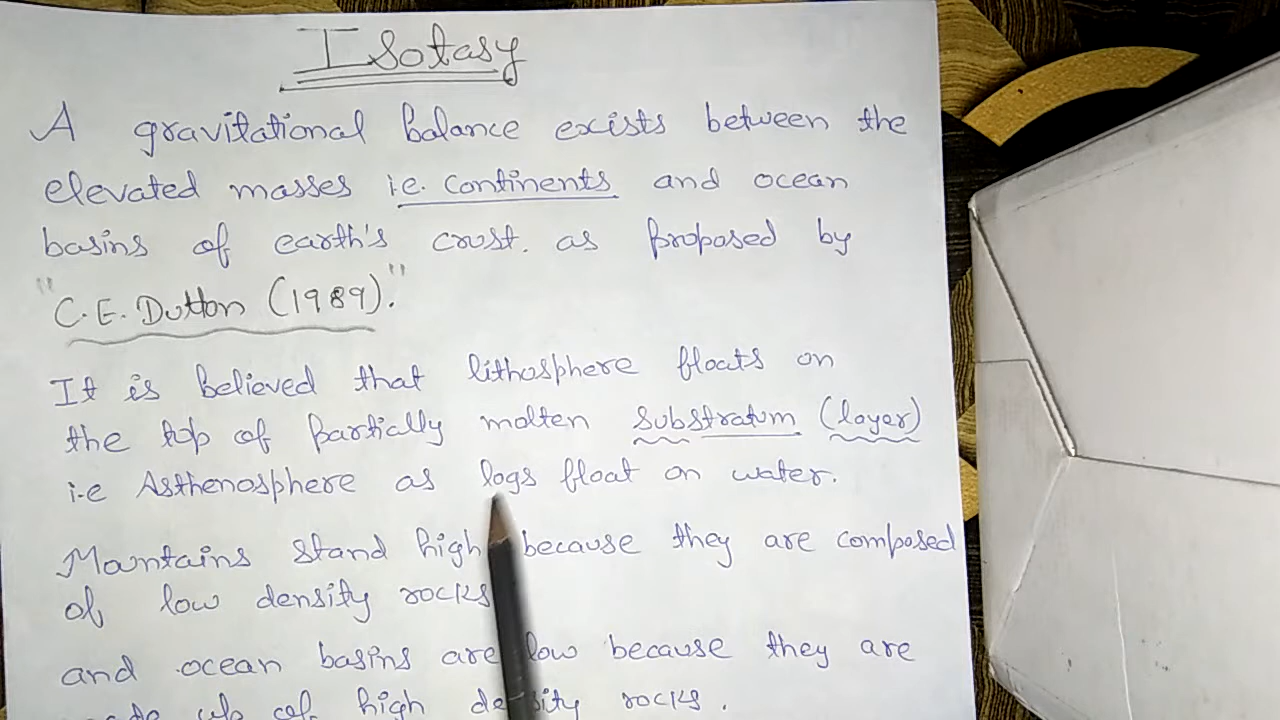 Isotasy
A gravitational balance exists between the
elevated masses i.e. continents and ocean
basins of earth's crust. as proposed by
"C.E. Dutton (1989)."
It is believed that lithosphere floats on
the top of partially molten substratum (layer)
i.e Asthenosphere as logs float on water.
Mountains stand high because they are composed
of low density rocks
and ocean basins are low because they are
up of high density rocks.